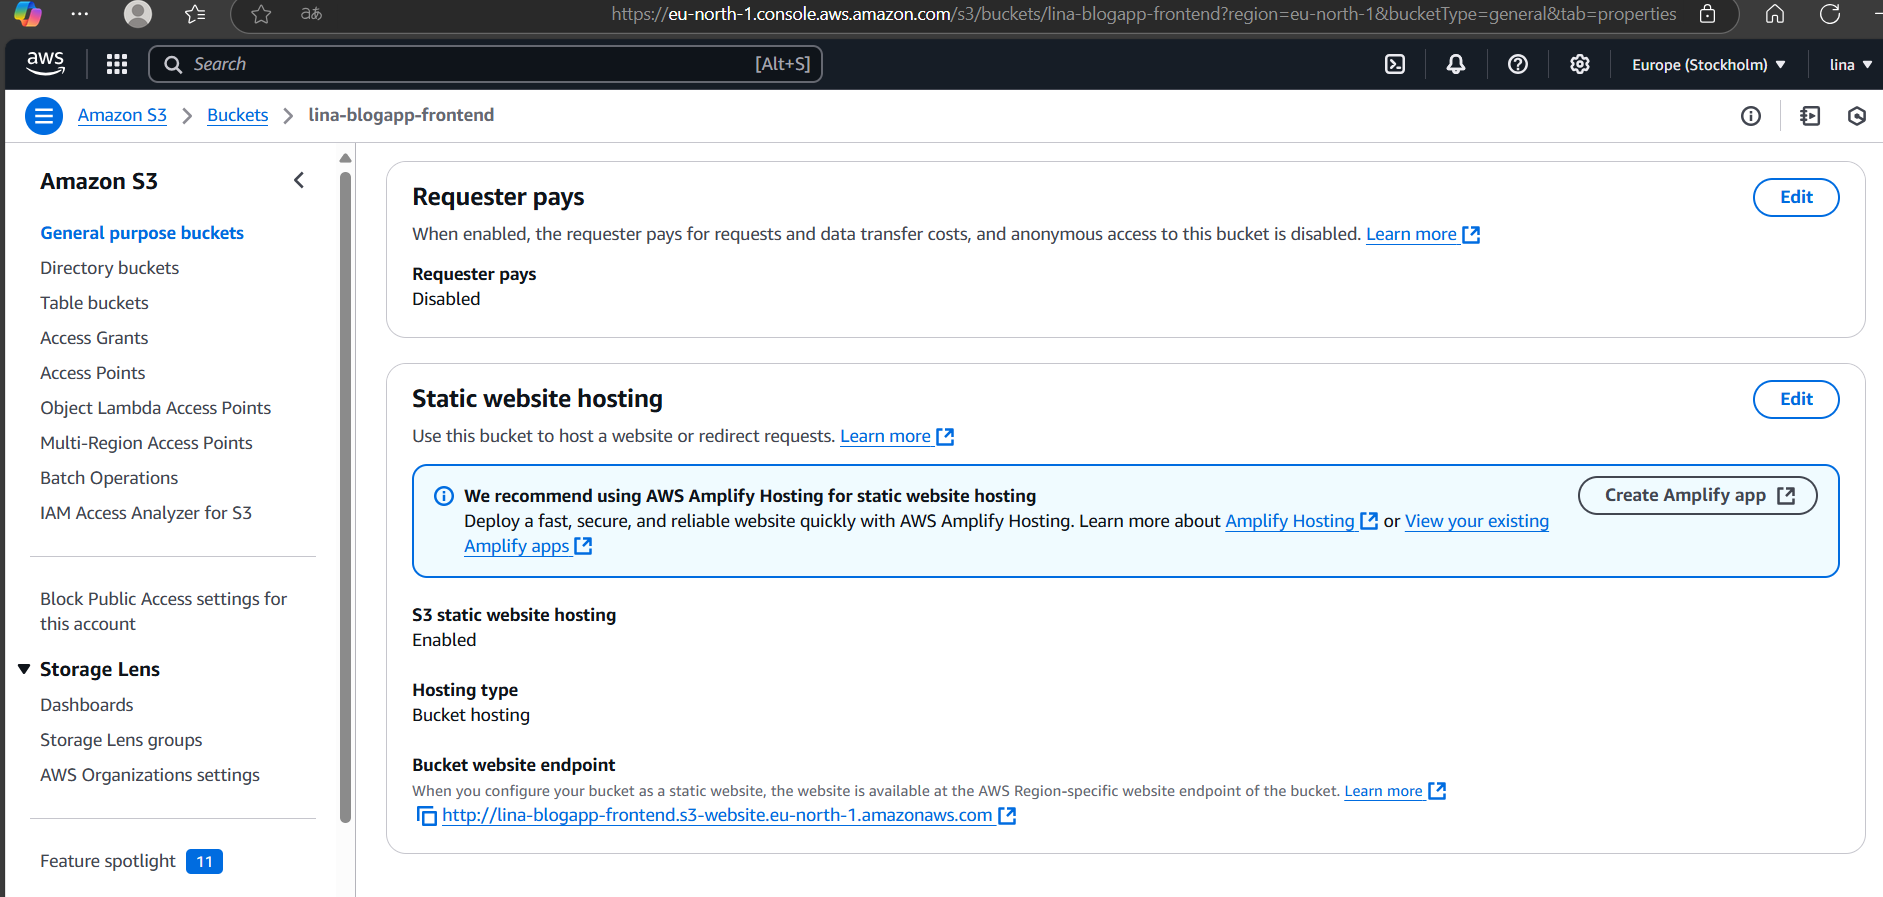 あ
https://eu-north-1.console.aws.amazon.com/s3/buckets/lina-blogapp-frontend?region=eu-north-1&bucketType=general&tab=properties
aws
Search
[Alt+S]
Europe (Stockholm)
lina
Amazon S3
Buckets
lina-blogapp-frontend
Amazon S3
General purpose buckets
Directory buckets
Table buckets
Access Grants
Access Points
Object Lambda Access Points
Multi-Region Access Points
Batch Operations
IAM Access Analyzer for S3
Block Public Access settings for
this account
Storage Lens
Dashboards
Storage Lens groups
AWS Organizations settings
Feature spotlight 11
Requester pays
Edit
When enabled, the requester pays for requests and data transfer costs, and anonymous access to this bucket is disabled. Learn more
Requester pays
Disabled
Static website hosting
Edit
Use this bucket to host a website or redirect requests. Learn more
We recommend using AWS Amplify Hosting for static website hosting
Create Amplify app
Deploy a fast, secure, and reliable website quickly with AWS Amplify Hosting. Learn more about Amplify Hosting or View your existing
Amplify apps
S3 static website hosting
Enabled
Hosting type
Bucket hosting
Bucket website endpoint
When you configure your bucket as a static website, the website is available at the AWS Region-specific website endpoint of the bucket. Learn more
http://lina-blogapp-frontend.s3-website.eu-north-1.amazonaws.com